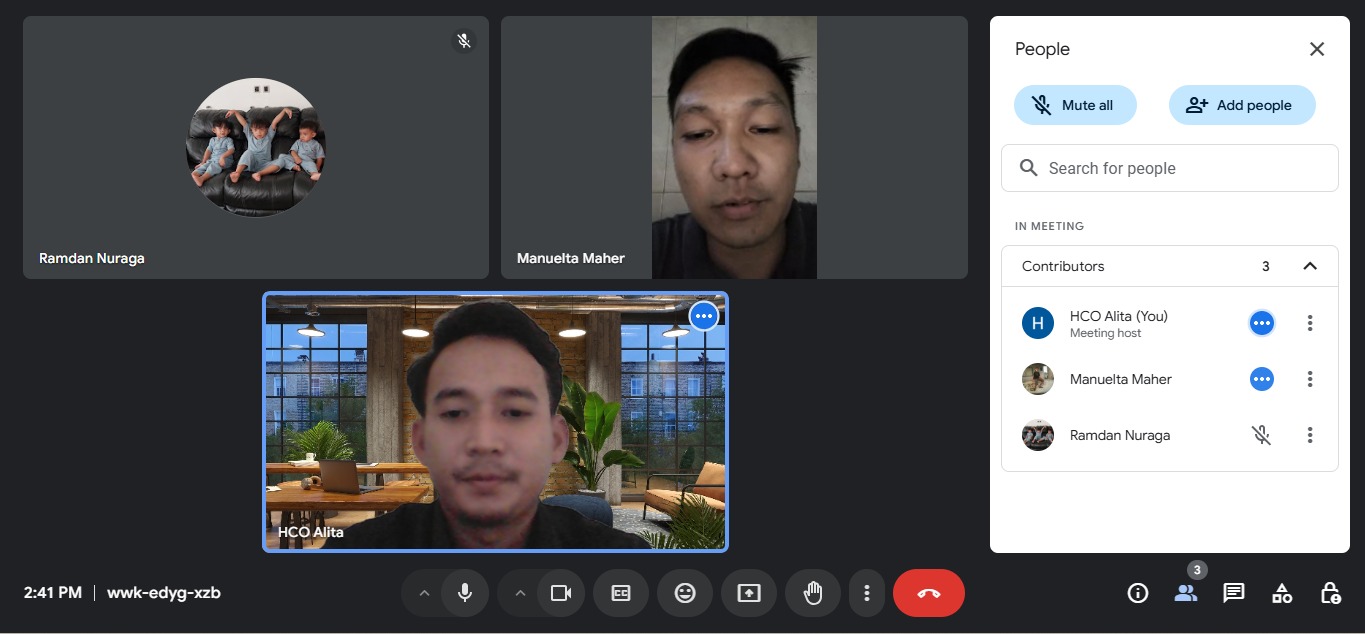 Ramdan Nuraga
Manuelta Maher
HCO Alita
People
Mute all
Add people
Search for people
IN MEETING
Contributors
3
H
HCO Alita (You)
Meeting host
Manuelta Maher
Ramdan Nuraga
2:41 PM
wwk-edyg-xzb
CC
3